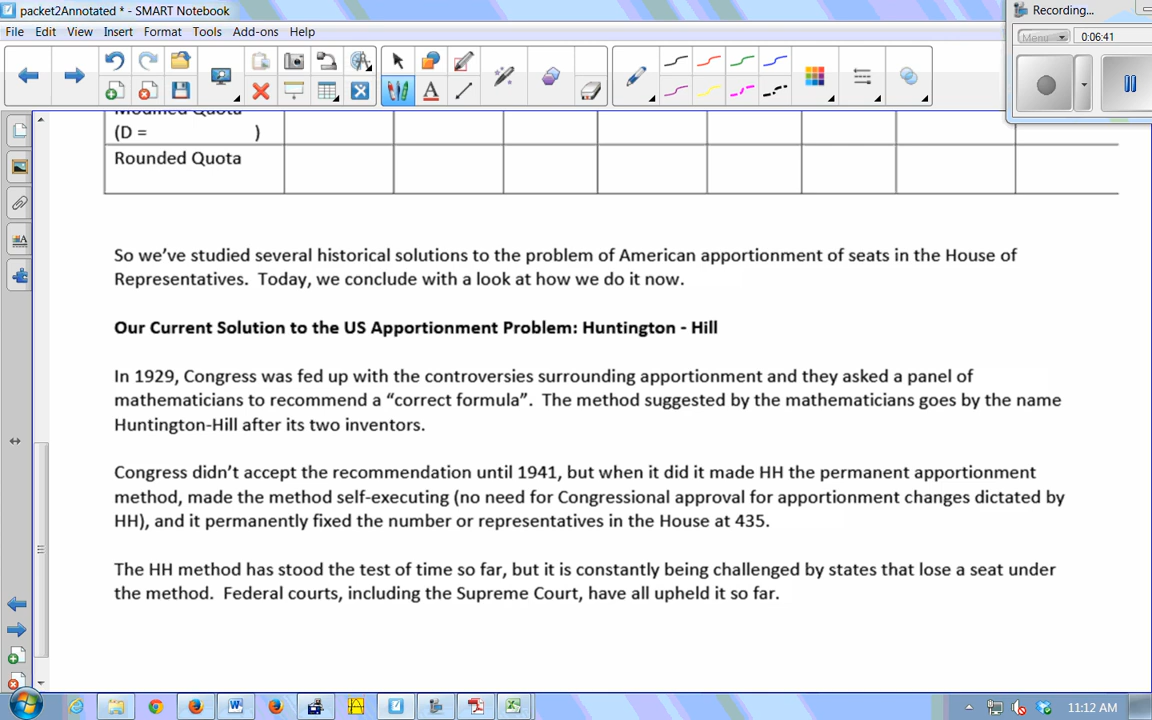 packet2Annotated * - SMART Notebook
Recording...
File Edit View Insert Format Tools Add-ons Help
Menu
0:06:41
A
Modified Quota
(D = )
Rounded Quota
So we've studied several historical solutions to the problem of American apportionment of seats in the House of
Representatives. Today, we conclude with a look at how we do it now.
Our Current Solution to the US Apportionment Problem: Huntington - Hill
In 1929, Congress was fed up with the controversies surrounding apportionment and they asked a panel of
mathematicians to recommend a “correct formula”. The method suggested by the mathematicians goes by the name
Huntington-Hill after its two inventors.
Congress didn't accept the recommendation until 1941, but when it did it made HH the permanent apportionment
method, made the method self-executing (no need for Congressional approval for apportionment changes dictated by
HH), and it permanently fixed the number or representatives in the House at 435.
The HH method has stood the test of time so far, but it is constantly being challenged by states that lose a seat under
the method. Federal courts, including the Supreme Court, have all upheld it so far.
11:12 AM